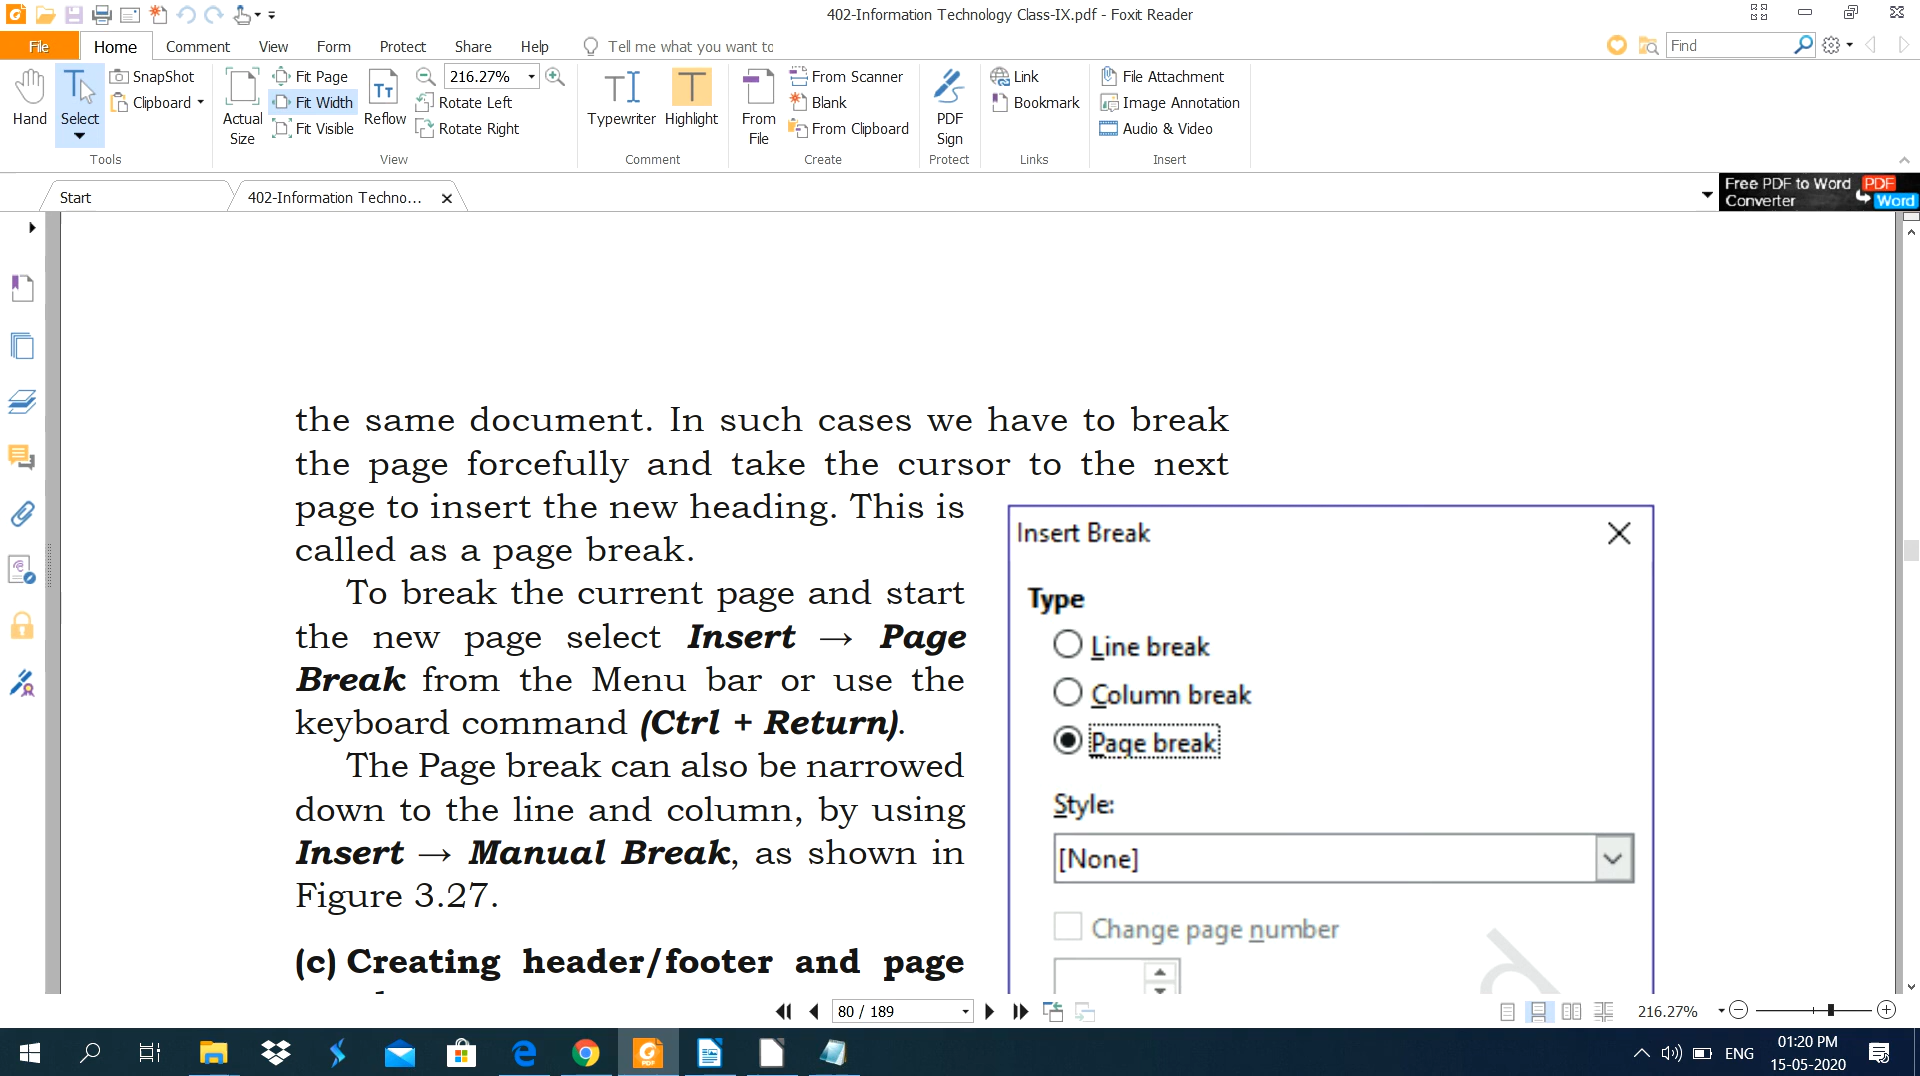 402-Information Technology Class-IX.pdf - Foxit Reader
File Home Comment View Form Protect Share Help Tell me what you want to Find
Hand
Select
SnapShot
Clipboard
Tools
Actual
Size
Fit Page
Fit Width
Fit Visible
Reflow
216.27%
Rotate Left
Rotate Right
View
Typewriter
Highlight
Comment
From
File
From Scanner
Blank
From Clipboard
Create
PDF
Sign
Protect
Link
Bookmark
Links
File Attachment
Image Annotation
Audio & Video
Insert
Start
402-Information Techno...
Free PDF to Word
Converter
PDF
Word
the same document. In such cases we have to break
the page forcefully and take the cursor to the next
page to insert the new heading. This is
called as a page break.
To break the current page and start
the new page select Insert → Page
Break from the Menu bar or use the
keyboard command (Ctrl + Return).
The Page break can also be narrowed
down to the line and column, by using
Insert → Manual Break, as shown in
Figure 3.27.
(c) Creating header/footer and page
Insert Break
Type
Line break
Column break
Page break
Style:
[None]
Change page number
80 / 189
216.27%
ENG
01:20 PM
15-05-2020